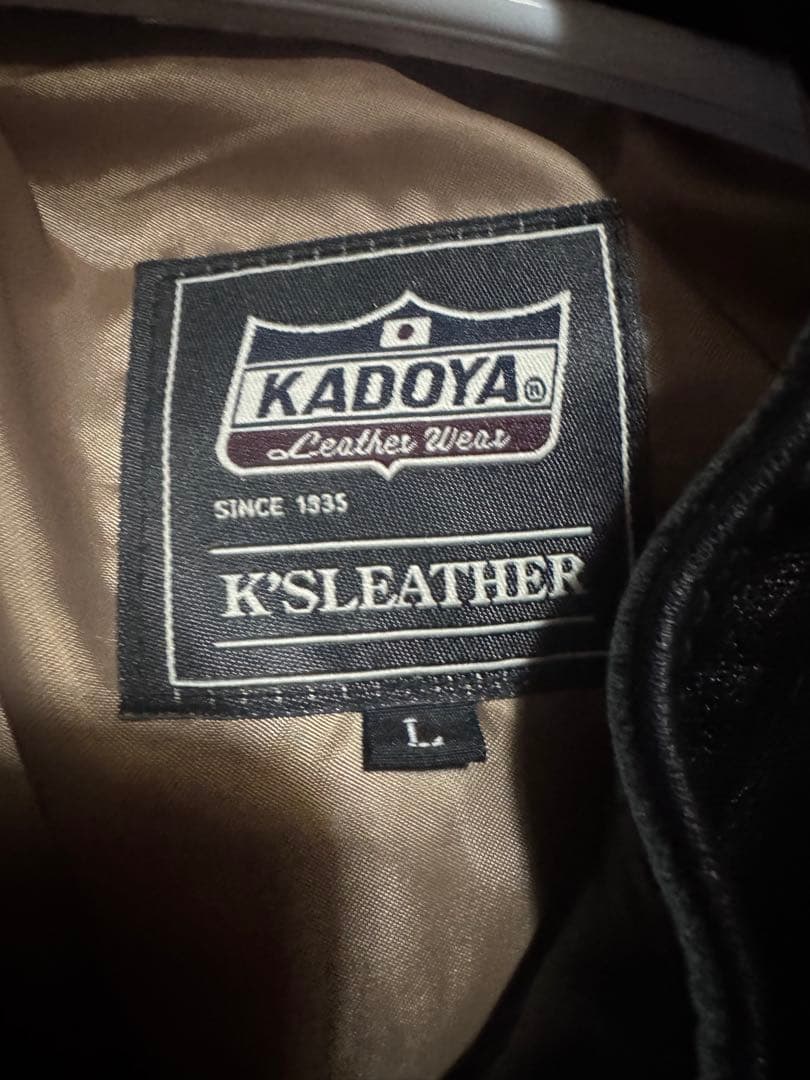 KADOYA®
Leather Wear
SINCE 1935
K'SLEATHER
L